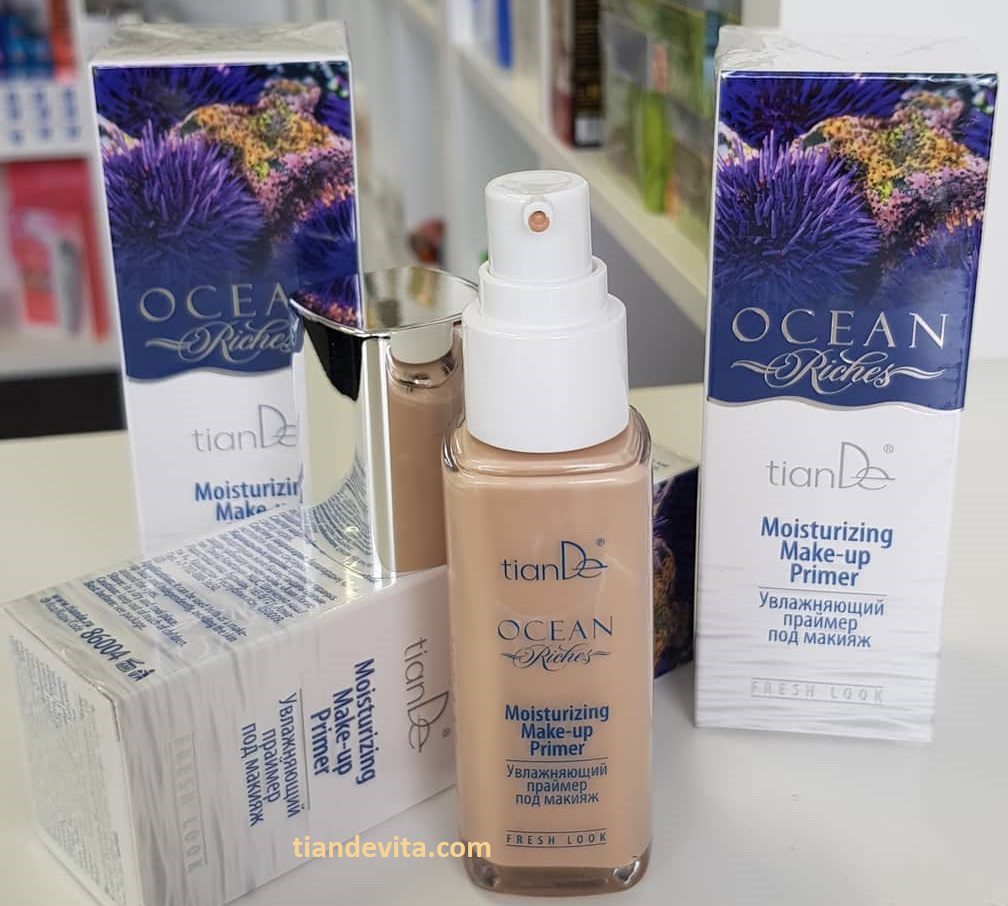 OCEAN
Riches
tianDe
Moisturizing
Make-up
OCEAN
Riches
tianDe®
Moisturizing
Make-up
Primer
Увлажняющий
праймер
под макияж
FRESH LOOK
tianDe®
OCEAN
Riches
Moisturizing
Make-up
Primer
Увлажняющий
праймер
под макияж
FRESH LOOK
86004
tianDe®
Moisturizing
Make-up
Primer
Увлажняющий
праймер
под макияж
FRESH LOOK
tiandevita.com